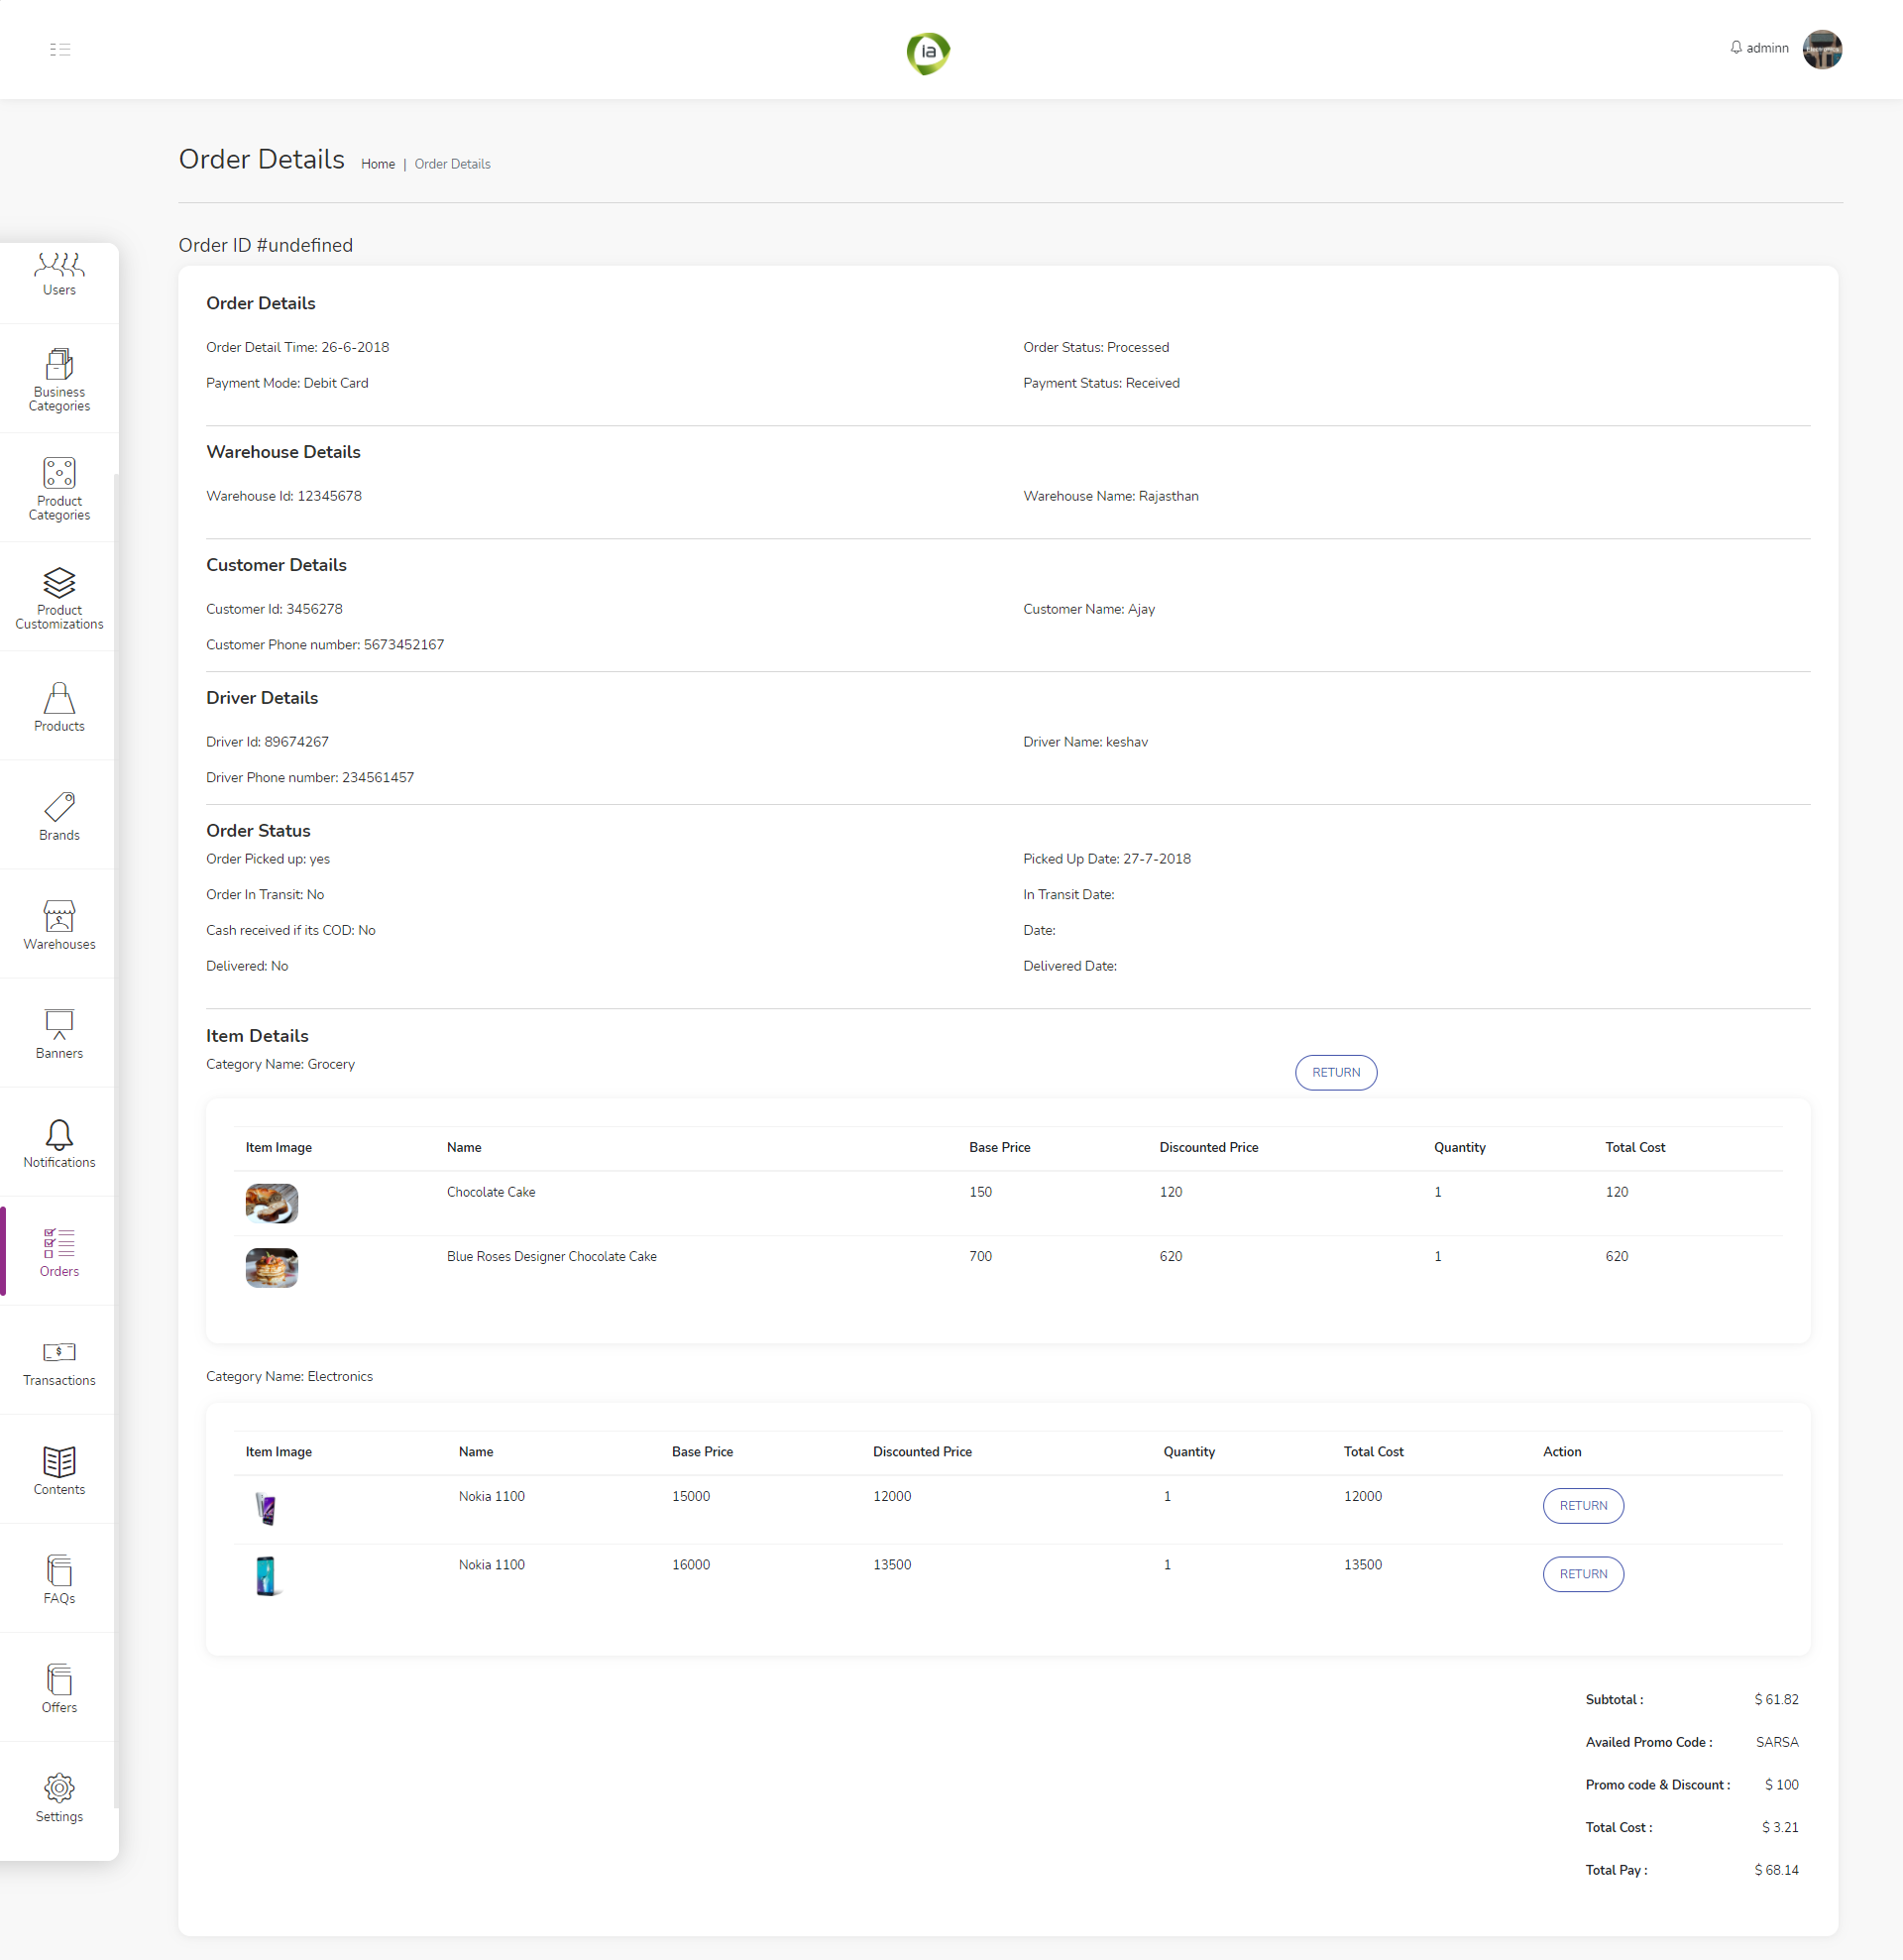 ia
adminn
Order Details Home | Order Details
Order ID #undefined
Users
Business
Categories
Product
Categories
Product
Customizations
Products
Brands
Warehouses
Banners
Notifications
Orders
Transactions
Contents
FAQs
Offers
Settings
Order Details
Order Detail Time: 26-6-2018 Order Status: Processed
Payment Mode: Debit Card Payment Status: Received
Warehouse Details
Warehouse Id: 12345678 Warehouse Name: Rajasthan
Customer Details
Customer Id: 3456278 Customer Name: Ajay
Customer Phone number: 5673452167
Driver Details
Driver Id: 89674267 Driver Name: keshav
Driver Phone number: 234561457
Order Status
Order Picked up: yes Picked Up Date: 27-7-2018
Order In Transit: No In Transit Date:
Cash received if its COD: No Date:
Delivered: No Delivered Date:
Item Details
Category Name: Grocery RETURN
Item Image Name Base Price Discounted Price Quantity Total Cost
Chocolate Cake 150 120 1 120
Blue Roses Designer Chocolate Cake 700 620 1 620
Category Name: Electronics
Item Image Name Base Price Discounted Price Quantity Total Cost Action
Nokia 1100 15000 12000 1 12000 RETURN
Nokia 1100 16000 13500 1 13500 RETURN
Subtotal : $ 61.82
Availed Promo Code : SARSA
Promo code & Discount : $ 100
Total Cost : $ 3.21
Total Pay : $ 68.14